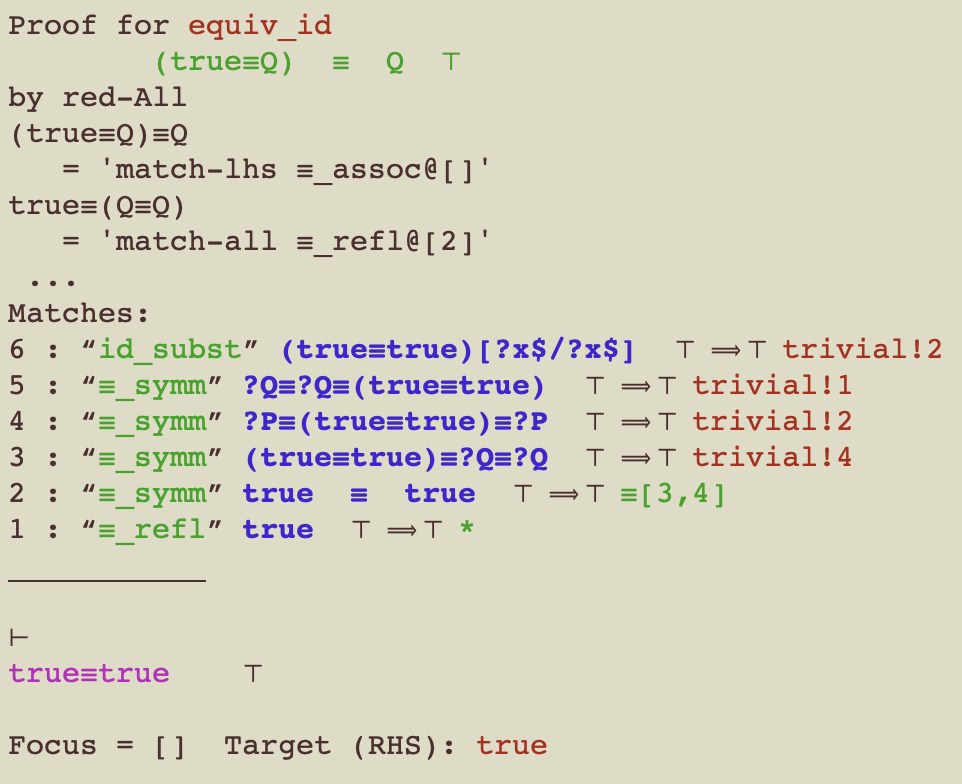 Proof for equiv_id
(true≡Q) ≡ Q ⊤
by red-All
(true≡Q)≡Q
= 'match-lhs ≡_assoc@[]'
true≡(Q≡Q)
= 'match-all ≡_refl@[2]'
...
Matches:
6 : “id_subst” (true≡true)[?x$/?x$] ⊤ ⟹⊤ trivial!2
5 : “≡_symm” ?Q≡?Q≡(true≡true) ⊤ ⟹⊤ trivial!1
4 : “≡_symm” ?P≡(true≡true)≡?P ⊤ ⟹⊤ trivial!2
3 : “≡_symm” (true≡true)≡?Q≡?Q ⊤ ⟹⊤ trivial!4
2 : “≡_symm” true ≡ true ⊤ ⟹⊤ ≡[3,4]
1 : “≡_refl” true ⊤ ⟹⊤ *
___________
⊢
true≡true ⊤
Focus = [] Target (RHS): true